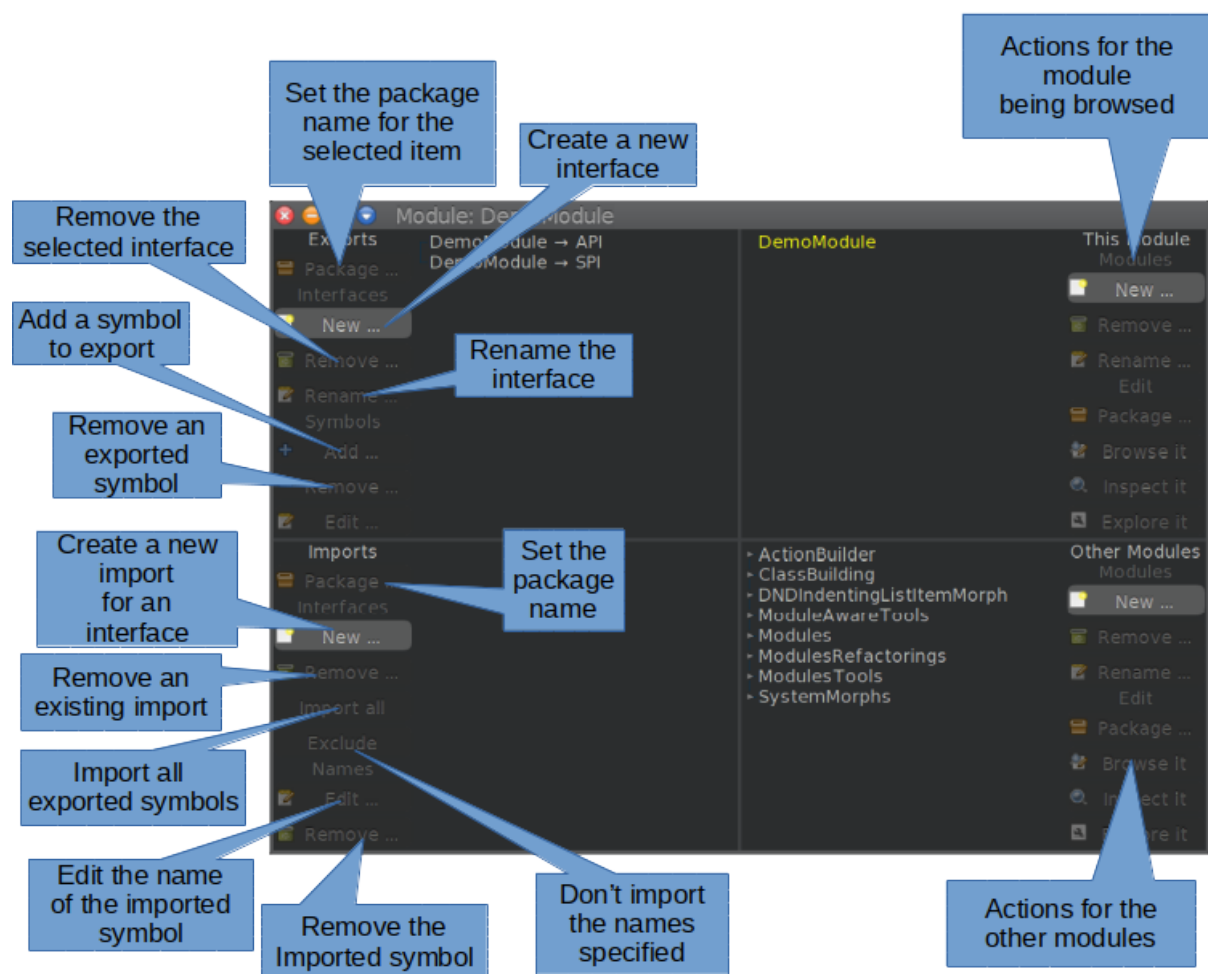 Actions for the
module
being browsed
Set the package
name for the
selected item
Create a new
interface
Remove the
selected interface
Add a symbol
to export
Rename the
interface
Remove an
exported
symbol
Create a new
import
for an
interface
Set the
package
name
Remove an
existing import
Import all
exported symbols
Edit the name
of the imported
symbol
Remove the
Imported symbol
Don't import
the names
specified
Actions for the
other modules
Module: DemoModule
Exports
Package ...
Interfaces
New ...
Remove ...
Rename ...
Symbols
Add ...
Remove ...
Edit ...
DemoModule → API
DemoModule → SPI
DemoModule
This Module
Modules
New ...
Remove ...
Rename ...
Edit
Package ...
Browse it
Inspect it
Explore it
Imports
Package ...
Interfaces
New ...
Remove ...
Import all
Exclude
Names
Edit ...
Remove ...
ActionBuilder
ClassBuilding
DNDIndentingListItemMorph
ModuleAwareTools
Modules
ModulesRefactorings
ModulesTools
SystemMorphs
Other Modules
Modules
New ...
Remove ...
Rename ...
Edit
Package ...
Browse it
Inspect it
Explore it